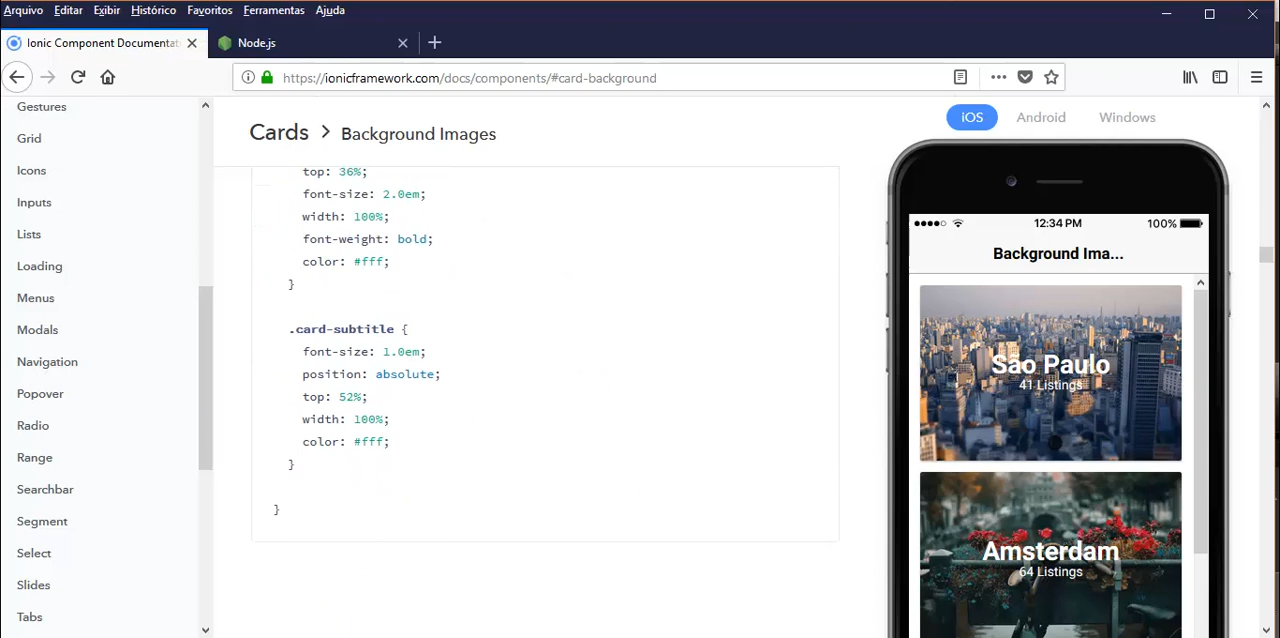 Arquivo Editar Exibir Histórico Favoritos Ferramentas Ajuda
Ionic Component Documentat
Node.js
https://ionicframework.com/docs/components/#card-background
Gestures
Grid
Icons
Inputs
Lists
Loading
Menus
Modals
Navigation
Popover
Radio
Range
Searchbar
Segment
Select
Slides
Tabs
Cards > Background Images
top: 36%;
font-size: 2.0em;
width: 100%;
font-weight: bold;
color: #fff;
}
.card-subtitle {
font-size: 1.0em;
position: absolute;
top: 52%;
width: 100%;
color: #fff;
}
}
iOS Android Windows
12:34 PM 100%
Background Ima...
São Paulo
41 Listings
Amsterdam
64 Listings